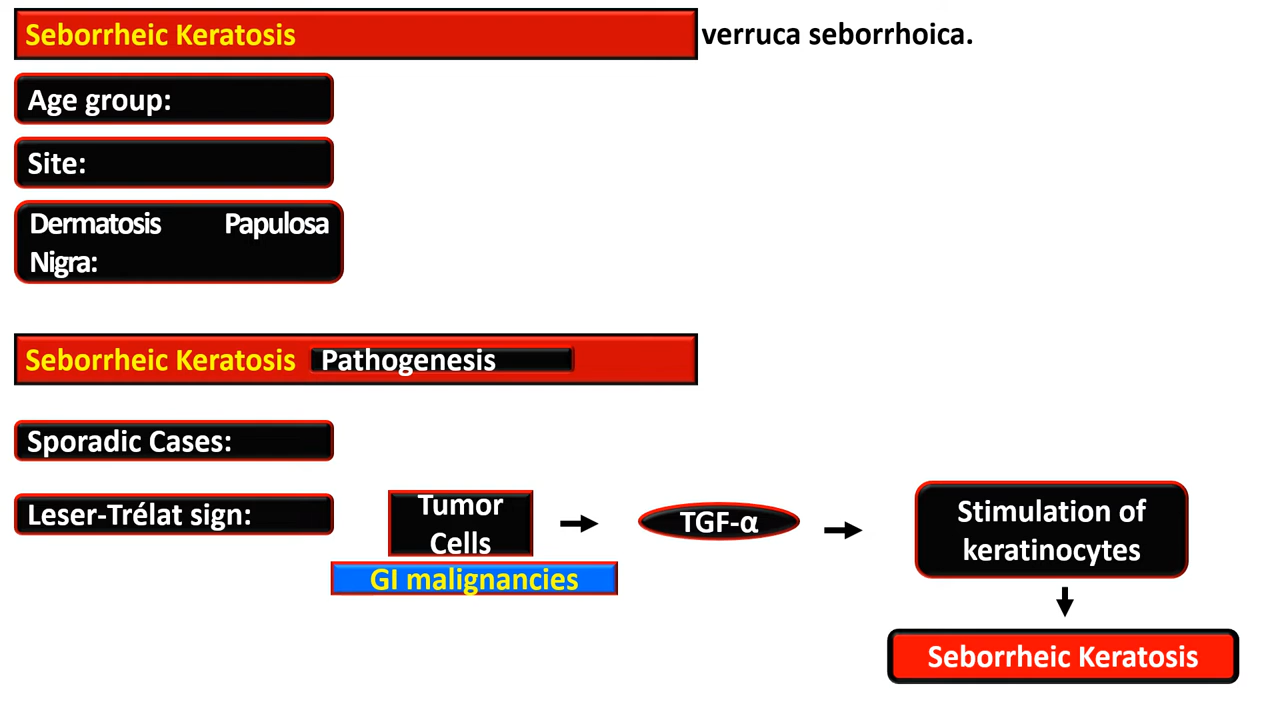 Seborrheic Keratosis verruca seborrhoica.
Age group:
Site:
Dermatosis Papulosa
Nigra:
Seborrheic Keratosis Pathogenesis
Sporadic Cases:
Leser-Trélat sign:
Tumor
Cells
GI malignancies
TGF-α
Stimulation of
keratinocytes
Seborrheic Keratosis